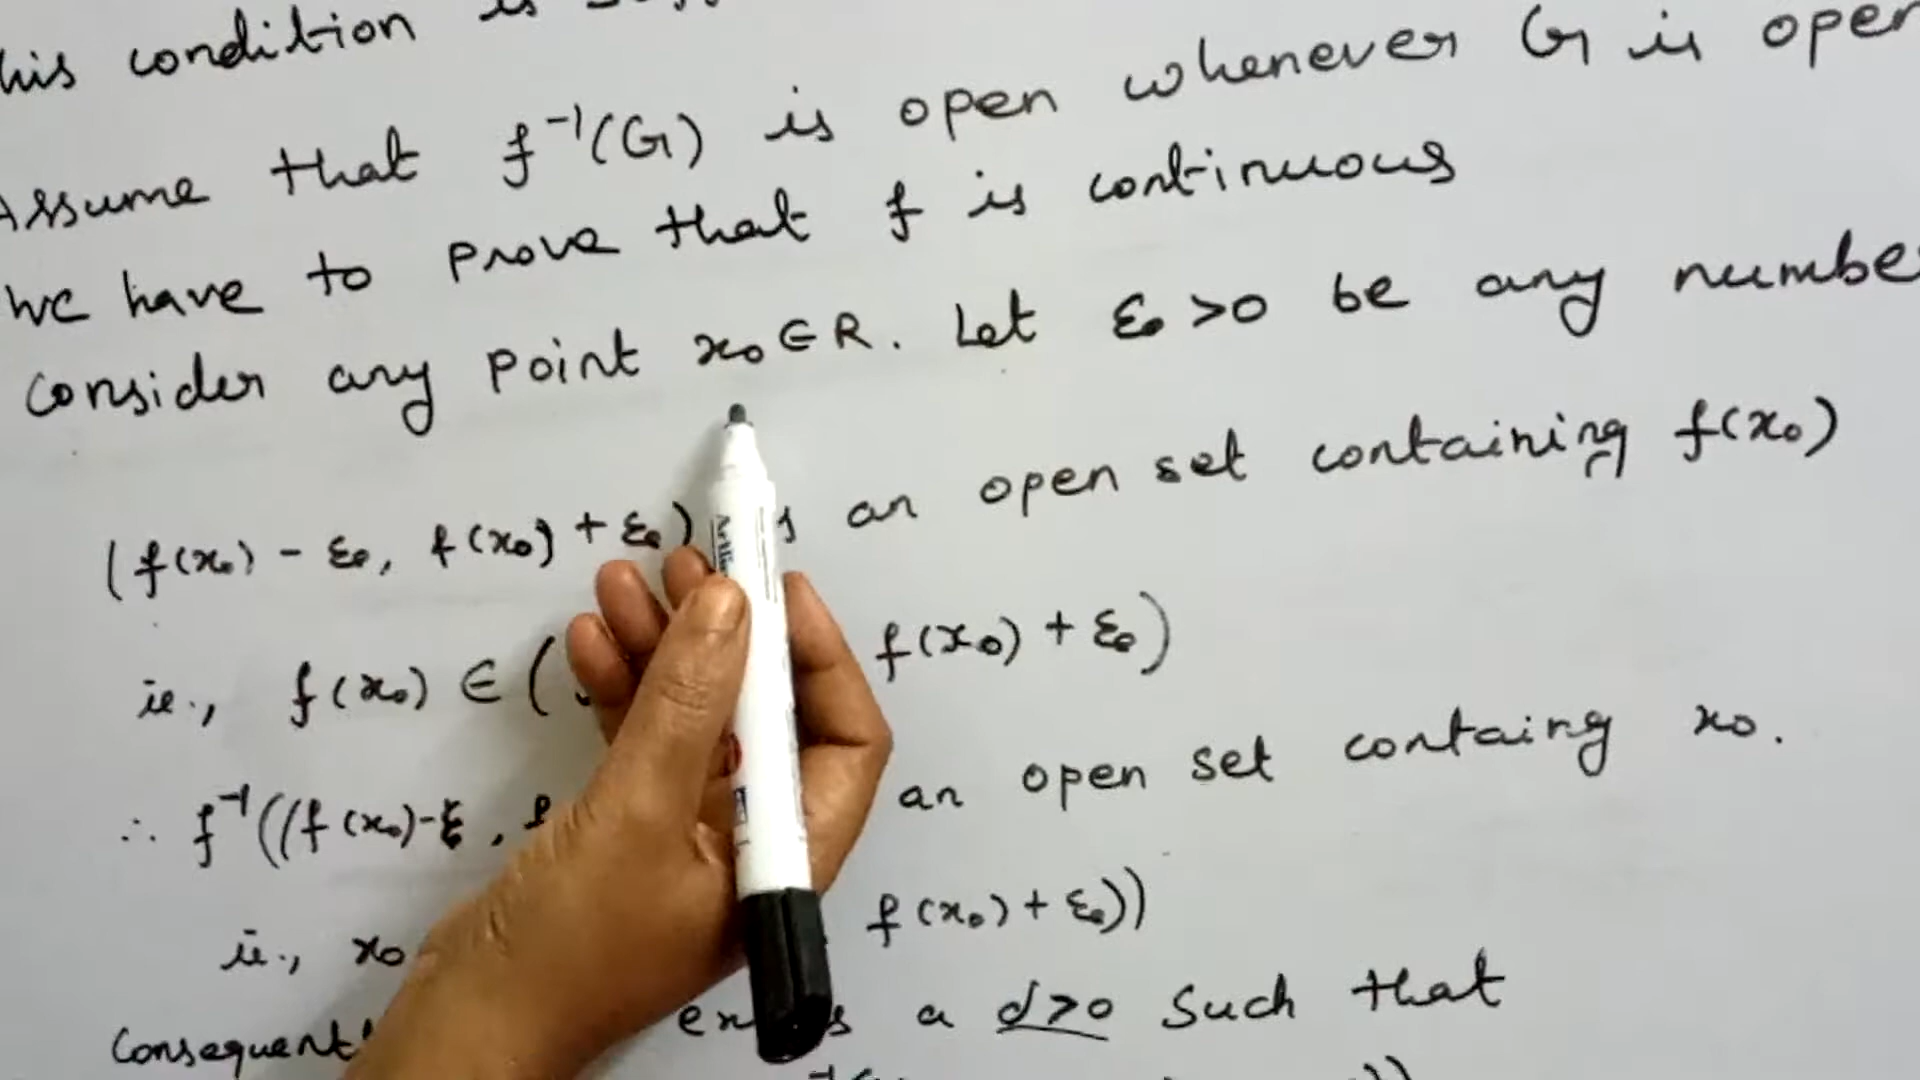 his condition is
Assume that f⁻¹(G) is open whenever G is open
we have to prove that f is continuous
consider any point x₀ ∈ R. Let ε₀ > 0 be any numbe
(f(x₀) - ε₀, f(x₀) + ε₀) an open set containing f(x₀)
ie., f(x₀) ∈ ( f(x₀) + ε₀)
∴ f⁻¹((f(x₀)-ε, an open set containg x₀.
ie., x₀ f(x₀) + ε₀))
Consequent a d>0 such that